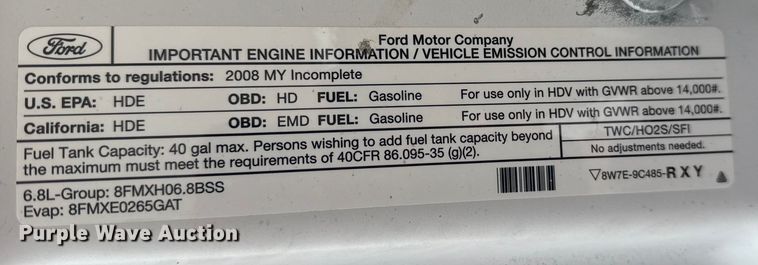 Ford
Ford Motor Company
IMPORTANT ENGINE INFORMATION / VEHICLE EMISSION CONTROL INFORMATION
Conforms to regulations: 2008 MY Incomplete
U.S. EPA: HDE OBD: HD FUEL: Gasoline For use only in HDV with GVWR above 14,000#.
California: HDE OBD: EMD FUEL: Gasoline For use only in HDV with GVWR above 14,000#.
Fuel Tank Capacity: 40 gal max. Persons wishing to add fuel tank capacity beyond
the maximum must meet the requirements of 40CFR 86.095-35 (g)(2).
TWC/HO2S/SFI
No adjustments needed.
6.8L-Group: 8FMXH06.8BSS
Evap: 8FMXE0265GAT
▽8W7E-9C485-RXY
Purple Wave Auction